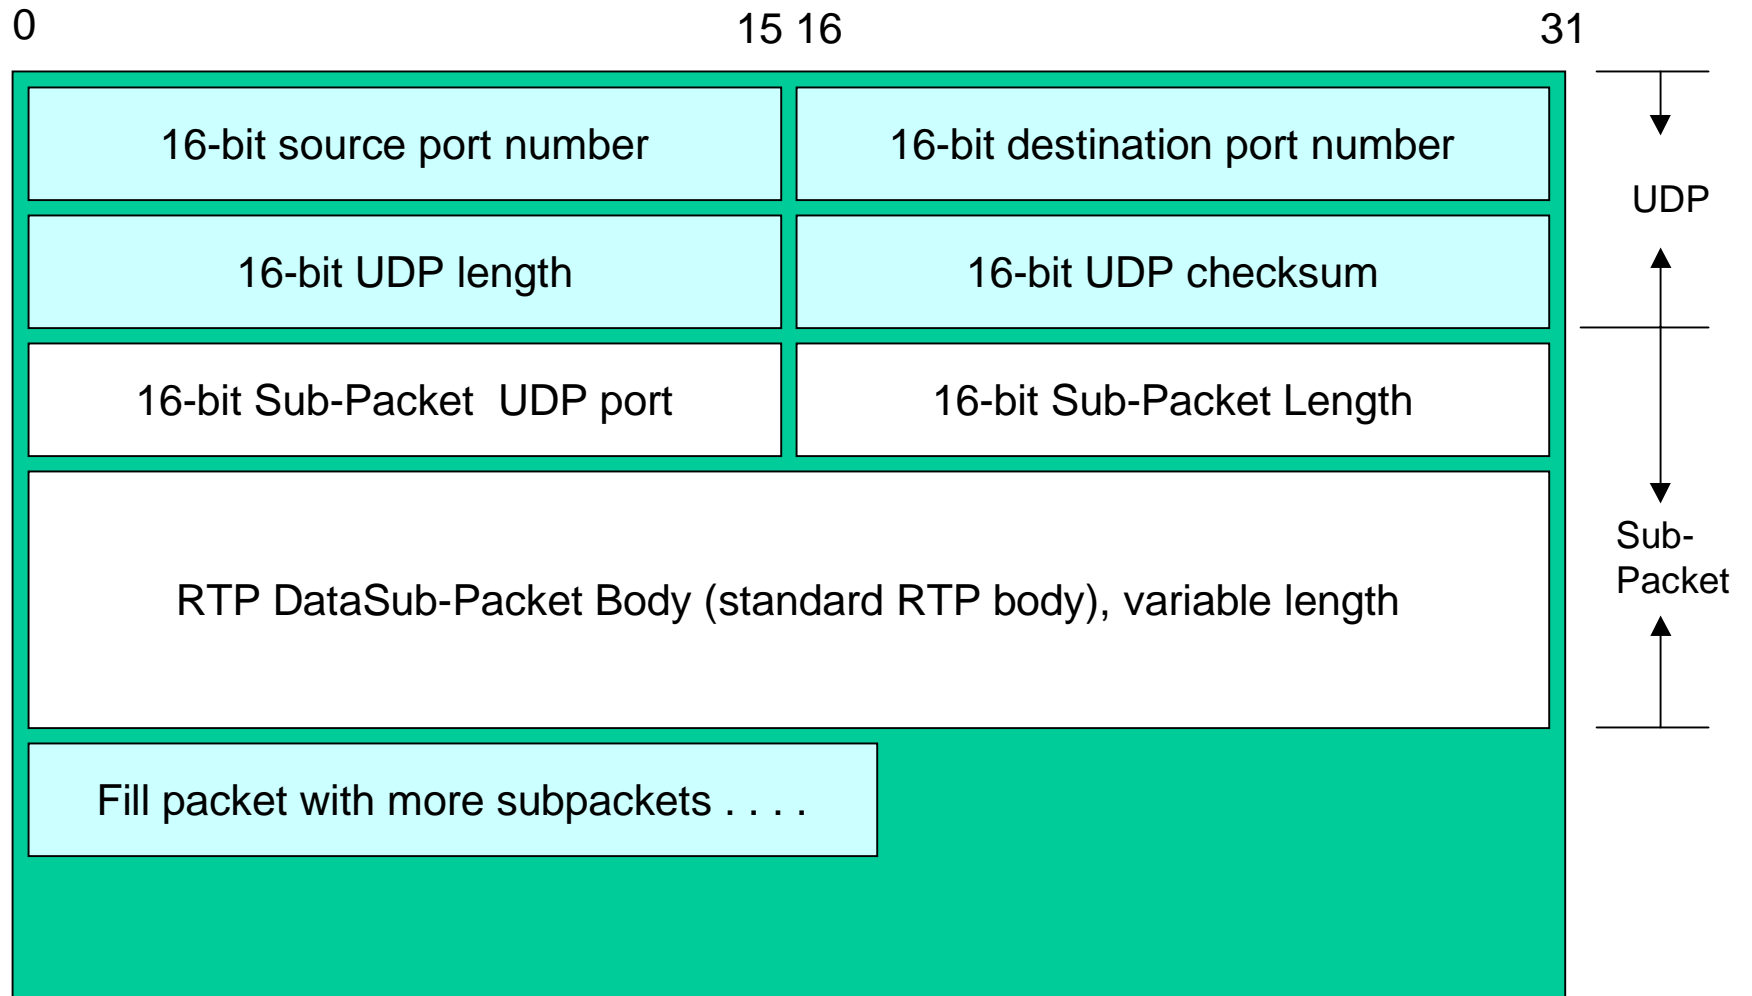 0 15 16 31
16-bit source port number 16-bit destination port number
UDP
16-bit UDP length 16-bit UDP checksum
16-bit Sub-Packet UDP port 16-bit Sub-Packet Length
Sub-
Packet
RTP DataSub-Packet Body (standard RTP body), variable length
Fill packet with more subpackets . . . .